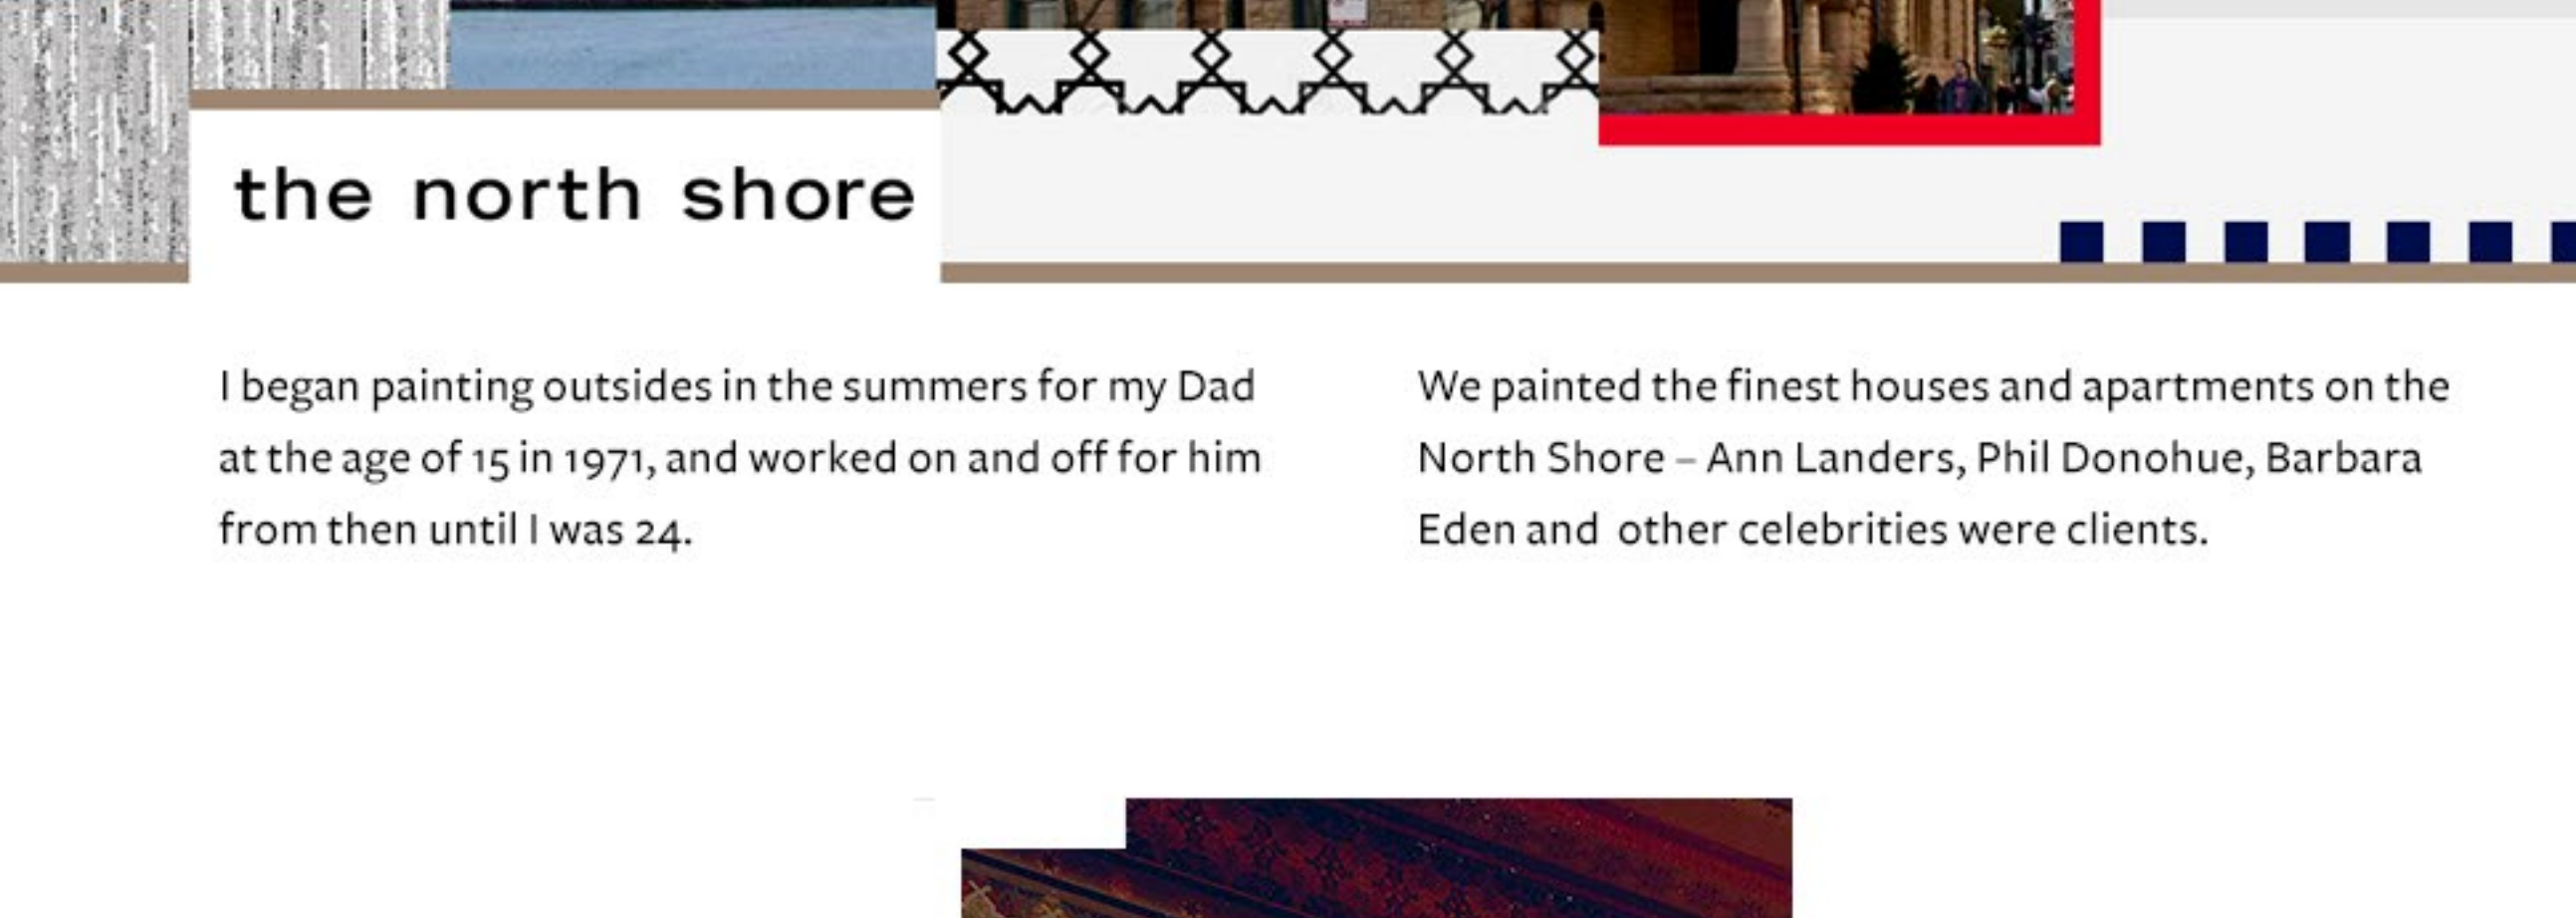 the north shore
I began painting outsides in the summers for my Dad
at the age of 15 in 1971, and worked on and off for him
from then until I was 24.
We painted the finest houses and apartments on the
North Shore – Ann Landers, Phil Donohue, Barbara
Eden and  other celebrities were clients.